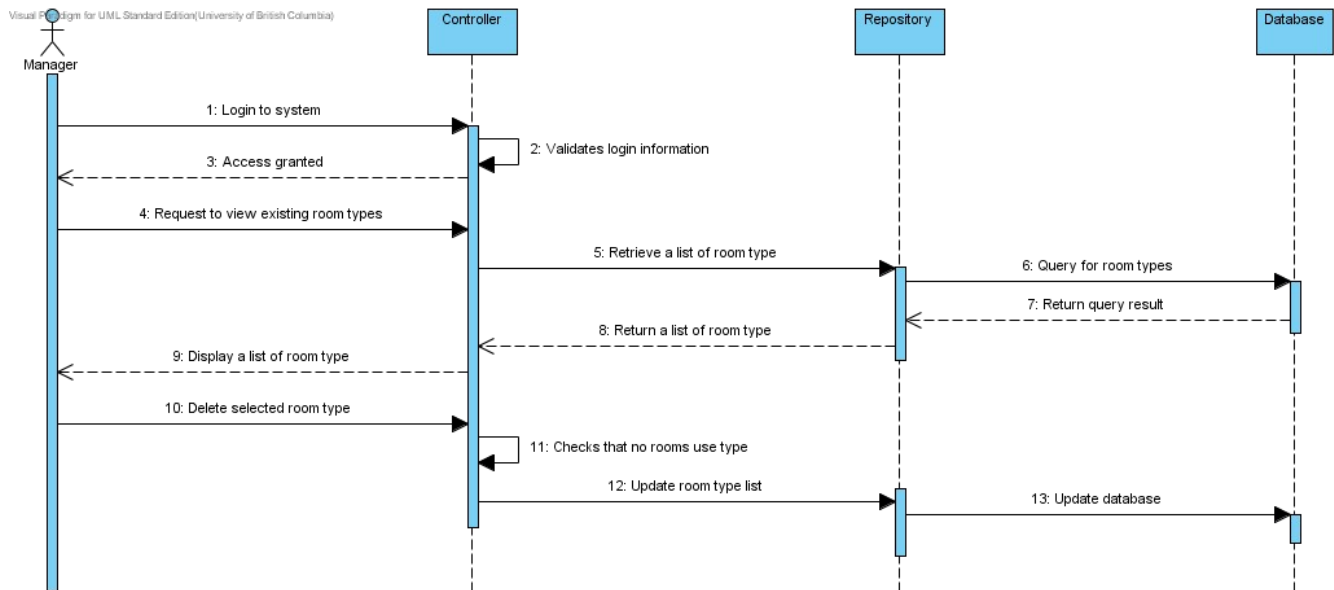 Visual Paradigm for UML Standard Edition(University of British Columbia)
Controller
Repository
Database
Manager
1: Login to system
2: Validates login information
3: Access granted
4: Request to view existing room types
5: Retrieve a list of room type
6: Query for room types
7: Return query result
8: Return a list of room type
9: Display a list of room type
10: Delete selected room type
11: Checks that no rooms use type
12: Update room type list
13: Update database